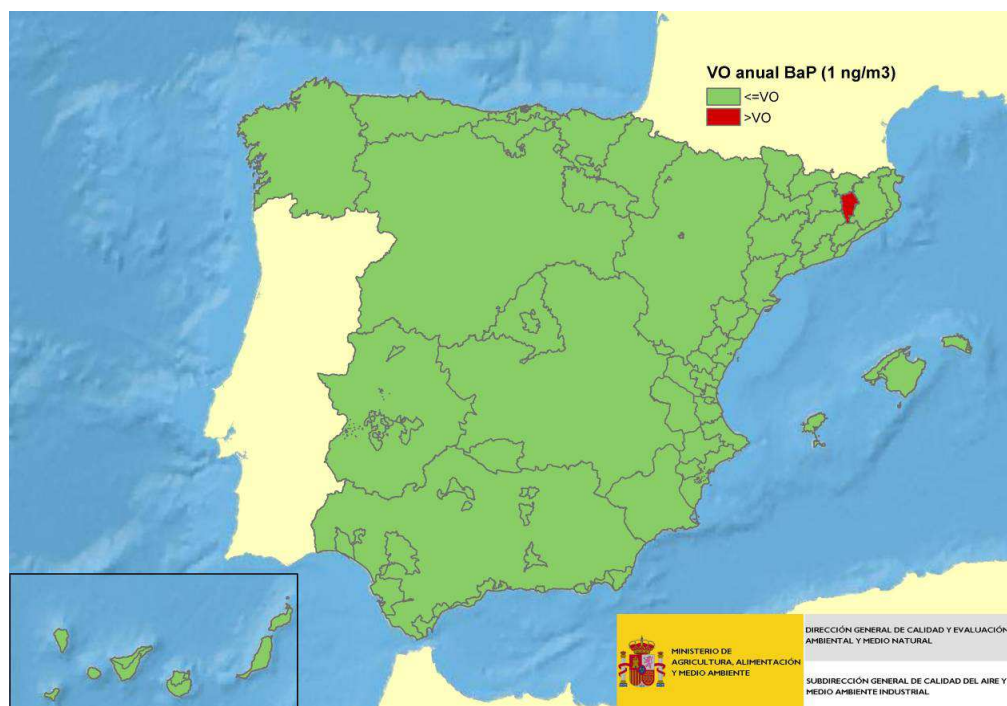 VO anual BaP (1 ng/m3)
<=VO
>VO
MINISTERIO DE
AGRICULTURA, ALIMENTACIÓN
Y MEDIO AMBIENTE
DIRECCIÓN GENERAL DE CALIDAD Y EVALUACIÓN
AMBIENTAL Y MEDIO NATURAL
SUBDIRECCIÓN GENERAL DE CALIDAD DEL AIRE Y
MEDIO AMBIENTE INDUSTRIAL